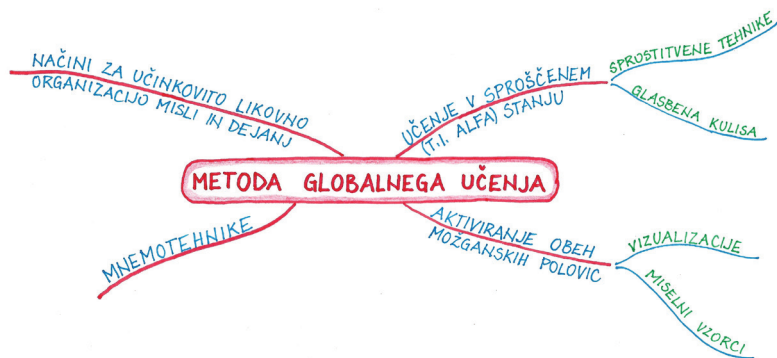 NAČINI ZA UČINKOVITO LIKOVNO
ORGANIZACIJO MISLI IN DEJANJ
UČENJE V SPROŠČENEM
(T.I. ALFA) STANJU
SPROSTITVENE TEHNIKE
GLASBENA KULISA
METODA GLOBALNEGA UČENJA
MNEMOTEHNIKE
AKTIVIRANJE OBEH
MOŽGANSKIH POLOVIC
VIZUALIZACIJE
MISELNI VZORCI